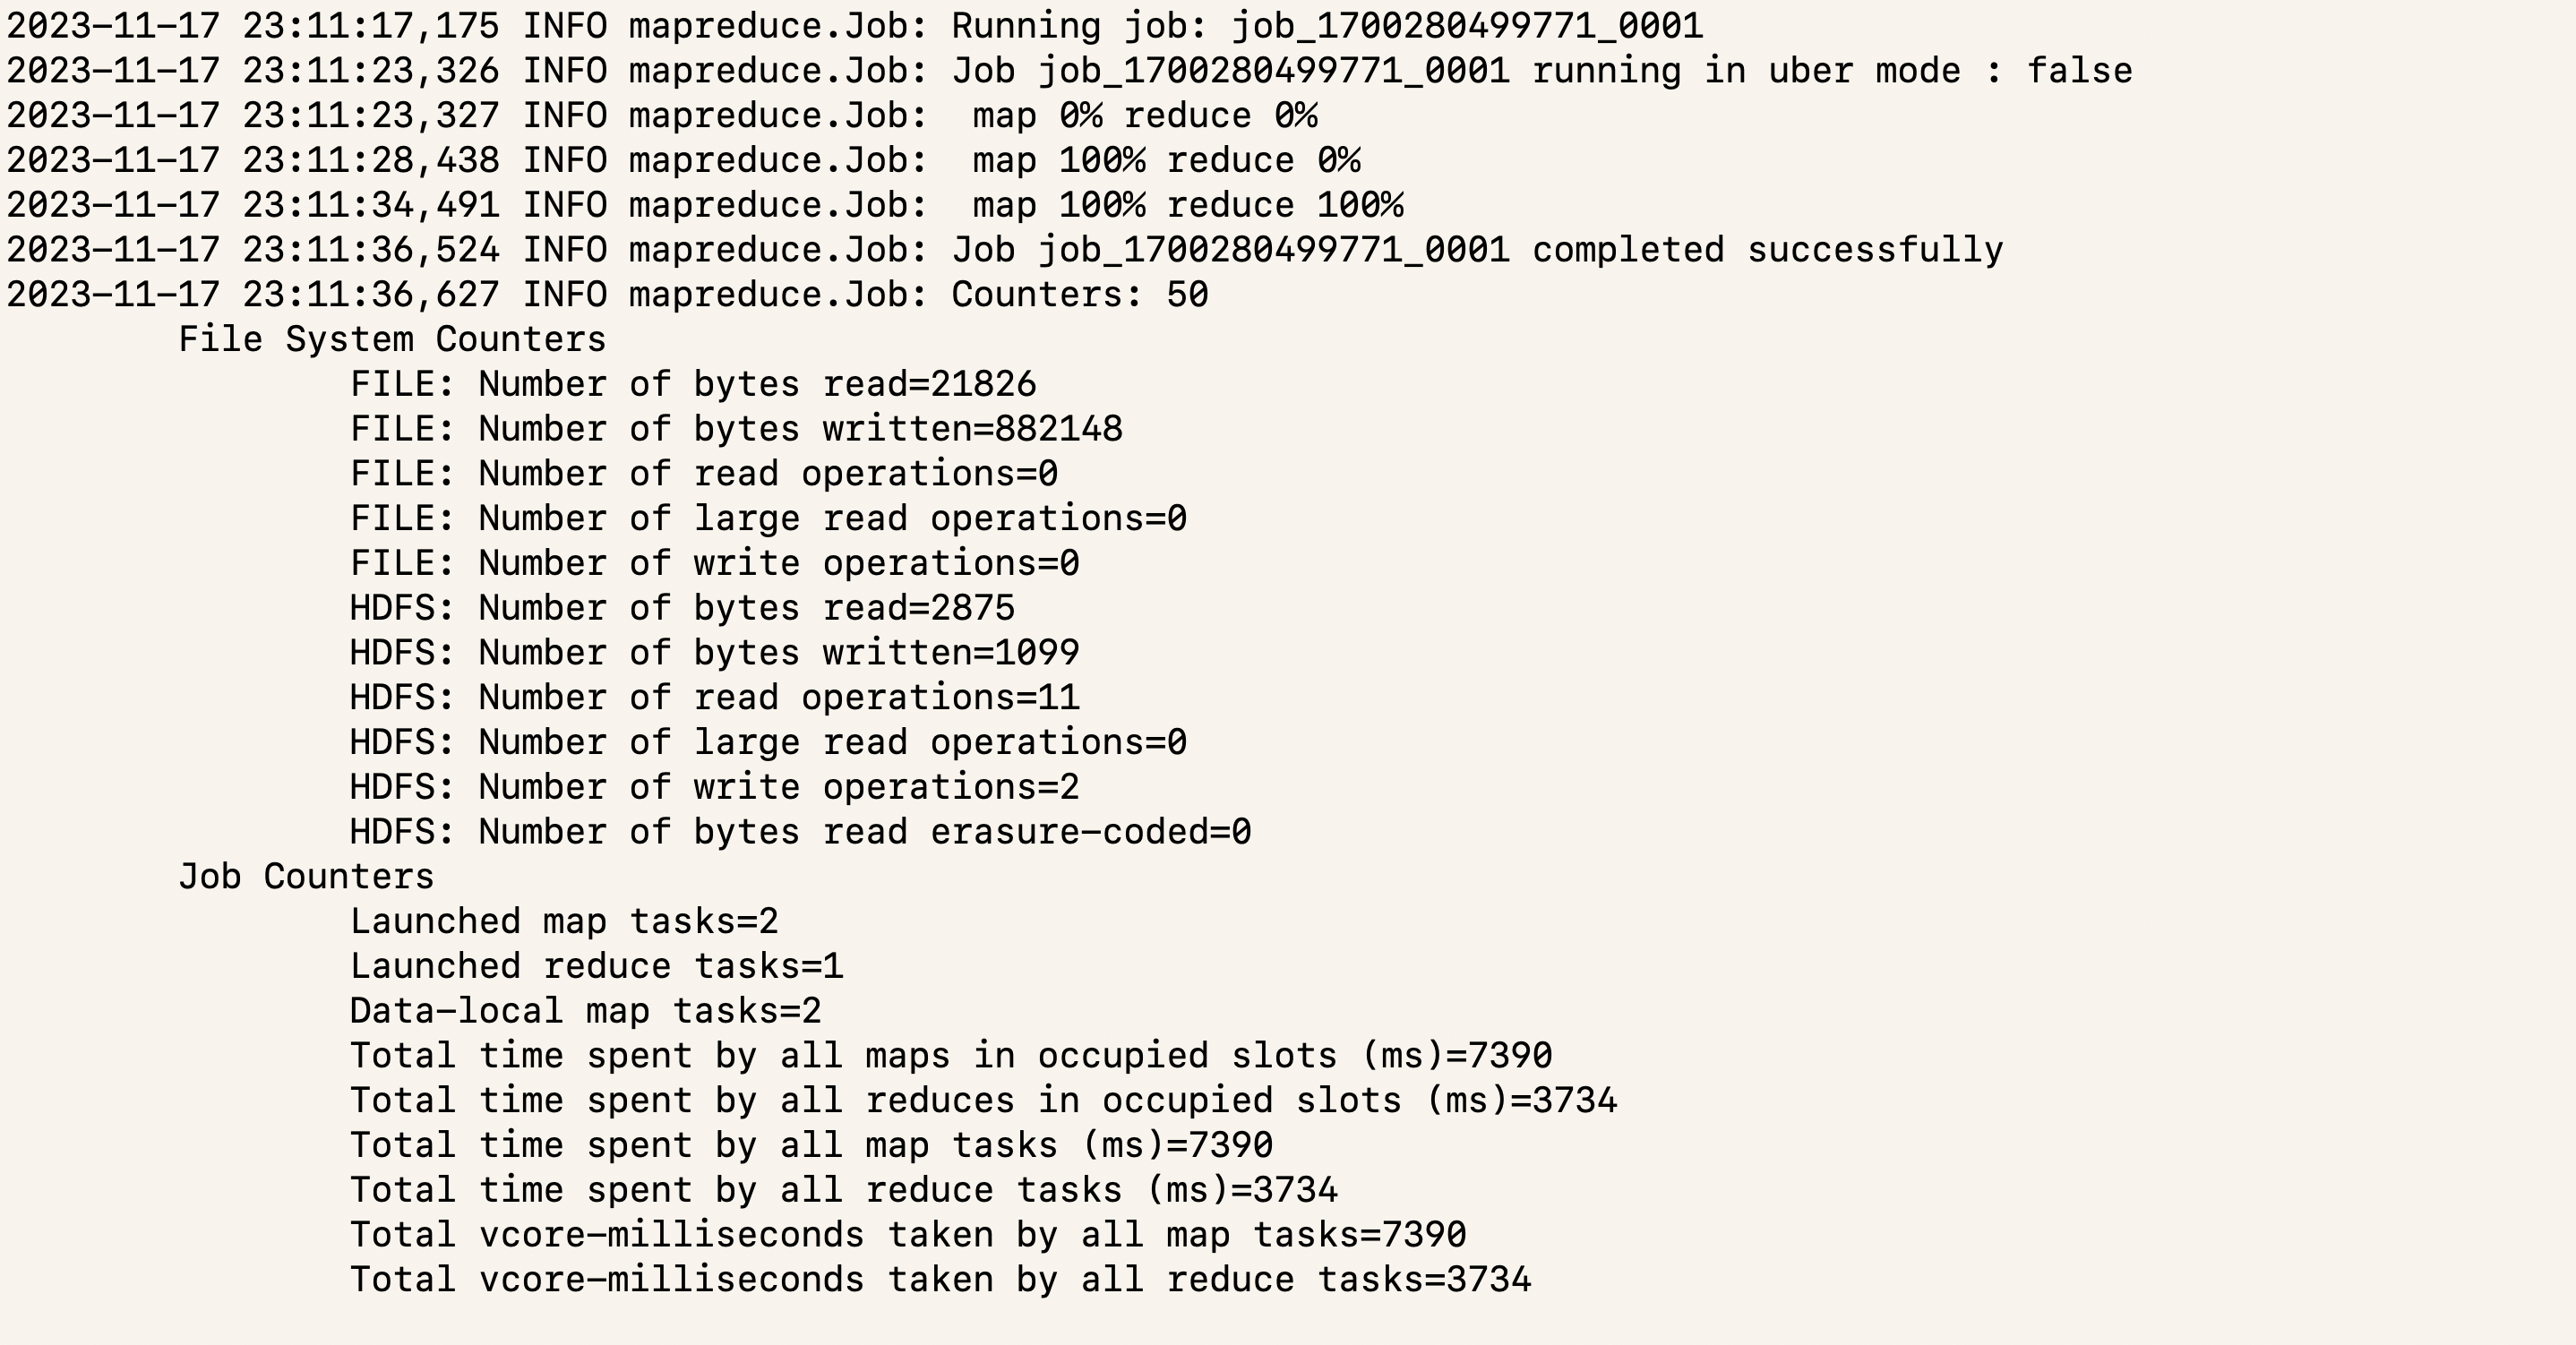 2023-11-17 23:11:17,175 INFO mapreduce.Job: Running job: job_1700280499771_0001
2023-11-17 23:11:23,326 INFO mapreduce.Job: Job job_1700280499771_0001 running in uber mode : false
2023-11-17 23:11:23,327 INFO mapreduce.Job:  map 0% reduce 0%
2023-11-17 23:11:28,438 INFO mapreduce.Job:  map 100% reduce 0%
2023-11-17 23:11:34,491 INFO mapreduce.Job:  map 100% reduce 100%
2023-11-17 23:11:36,524 INFO mapreduce.Job: Job job_1700280499771_0001 completed successfully
2023-11-17 23:11:36,627 INFO mapreduce.Job: Counters: 50
File System Counters
FILE: Number of bytes read=21826
FILE: Number of bytes written=882148
FILE: Number of read operations=0
FILE: Number of large read operations=0
FILE: Number of write operations=0
HDFS: Number of bytes read=2875
HDFS: Number of bytes written=1099
HDFS: Number of read operations=11
HDFS: Number of large read operations=0
HDFS: Number of write operations=2
HDFS: Number of bytes read erasure-coded=0
Job Counters
Launched map tasks=2
Launched reduce tasks=1
Data-local map tasks=2
Total time spent by all maps in occupied slots (ms)=7390
Total time spent by all reduces in occupied slots (ms)=3734
Total time spent by all map tasks (ms)=7390
Total time spent by all reduce tasks (ms)=3734
Total vcore-milliseconds taken by all map tasks=7390
Total vcore-milliseconds taken by all reduce tasks=3734